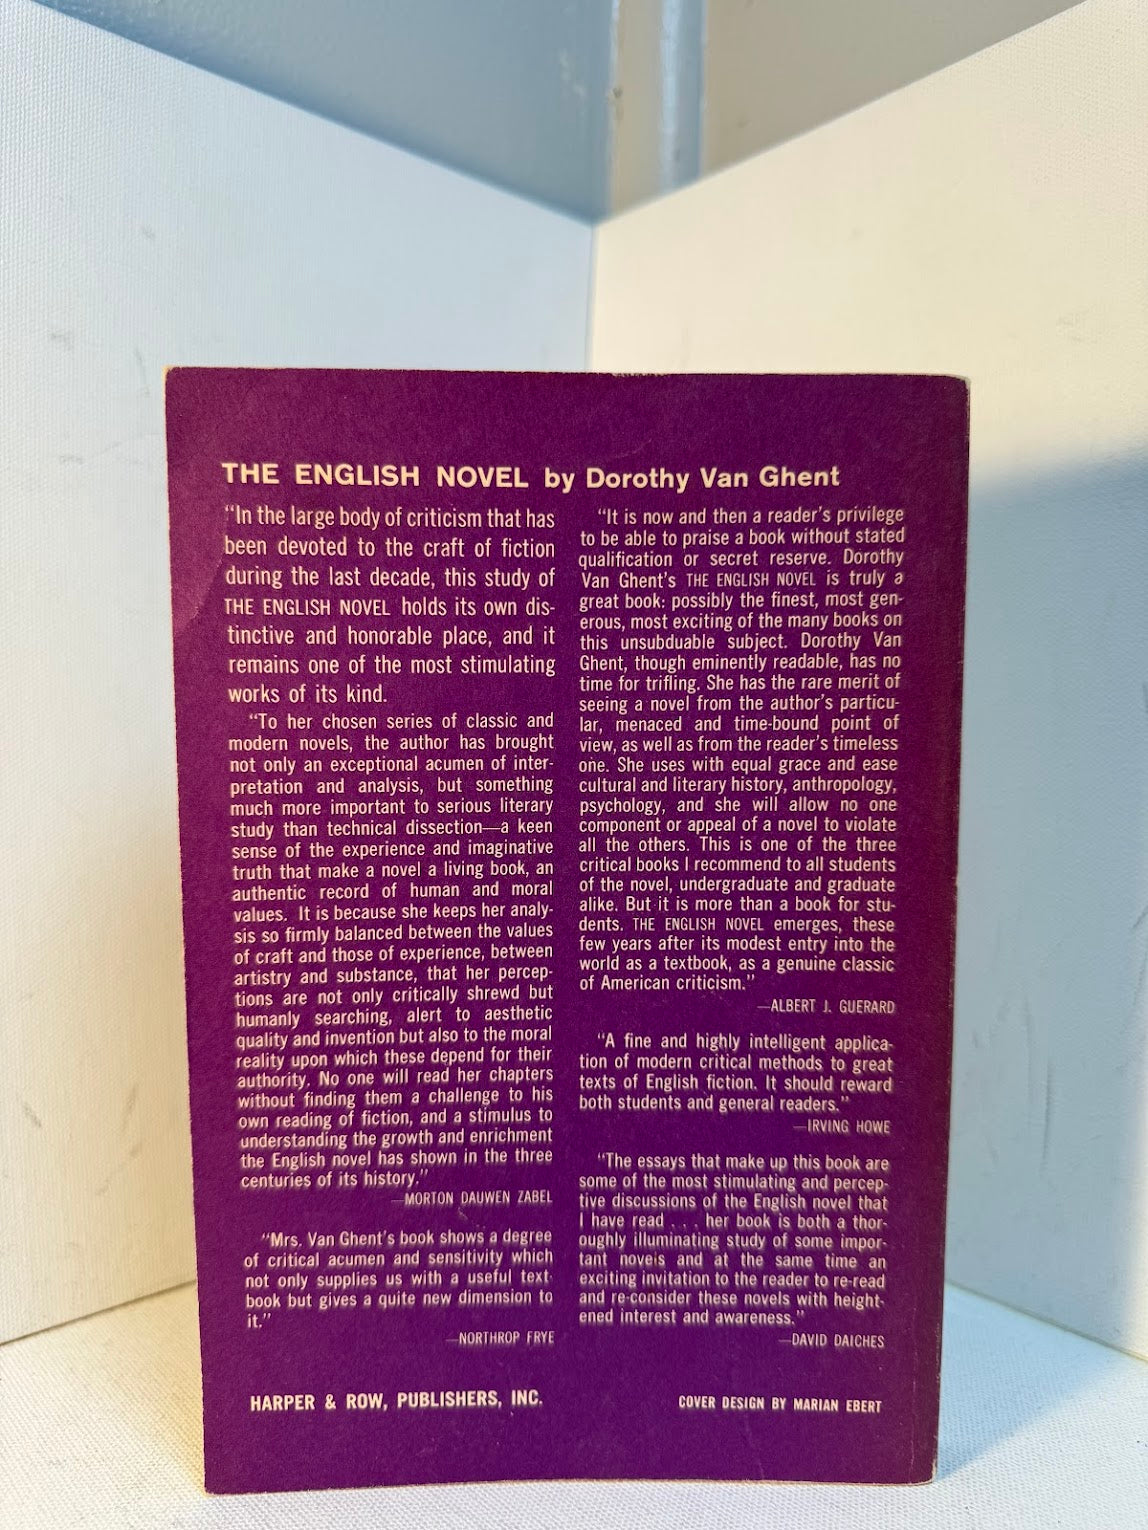 THE ENGLISH NOVEL by Dorothy Van Ghent
“In the large body of criticism that has
been devoted to the craft of fiction
during the last decade, this study of
THE ENGLISH NOVEL holds its own dis-
tinctive and honorable place, and it
remains one of the most stimulating
works of its kind.
“To her chosen series of classic and
modern novels, the author has brought
not only an exceptional acumen of inter-
pretation and analysis, but something
much more important to serious literary
study than technical dissection—a keen
sense of the experience and imaginative
truth that make a novel a living book, an
authentic record of human and moral
values. It is because she keeps her analy-
sis so firmly balanced between the values
of craft and those of experience, between
artistry and substance, that her percep-
tions are not only critically shrewd but
humanly searching, alert to aesthetic
quality and invention but also to the moral
reality upon which these depend for their
authority. No one will read her chapters
without finding them a challenge to his
own reading of fiction, and a stimulus to
understanding the growth and enrichment
the English novel has shown in the three
centuries of its history.”
—MORTON DAUWEN ZABEL
“Mrs. Van Ghent’s book shows a degree
of critical acumen and sensitivity which
not only supplies us with a useful text-
book but gives a quite new dimension to
it.”
—NORTHROP FRYE
“It is now and then a reader’s privilege
to be able to praise a book without stated
qualification or secret reserve. Dorothy
Van Ghent’s THE ENGLISH NOVEL is truly a
great book: possibly the finest, most gen-
erous, most exciting of the many books on
this unsubduable subject. Dorothy Van
Ghent, though eminently readable, has no
time for trifling. She has the rare merit of
seeing a novel from the author’s particu-
lar, menaced and time-bound point of
view, as well as from the reader’s timeless
one. She uses with equal grace and ease
cultural and literary history, anthropology,
psychology, and she will allow no one
component or appeal of a novel to violate
all the others. This is one of the three
critical books I recommend to all students
of the novel, undergraduate and graduate
alike. But it is more than a book for stu-
dents. THE ENGLISH NOVEL emerges, these
few years after its modest entry into the
world as a textbook, as a genuine classic
of American criticism.”
—ALBERT J. GUERARD
“A fine and highly intelligent applica-
tion of modern critical methods to great
texts of English fiction. It should reward
both students and general readers.”
—IRVING HOWE
“The essays that make up this book are
some of the most stimulating and percep-
tive discussions of the English novel that
I have read . . . her book is both a thor-
oughly illuminating study of some impor-
tant novels and at the same time an
exciting invitation to the reader to re-read
and re-consider these novels with height-
ened interest and awareness.”
—DAVID DAICHES
HARPER & ROW, PUBLISHERS, INC.
COVER DESIGN BY MARIAN EBERT